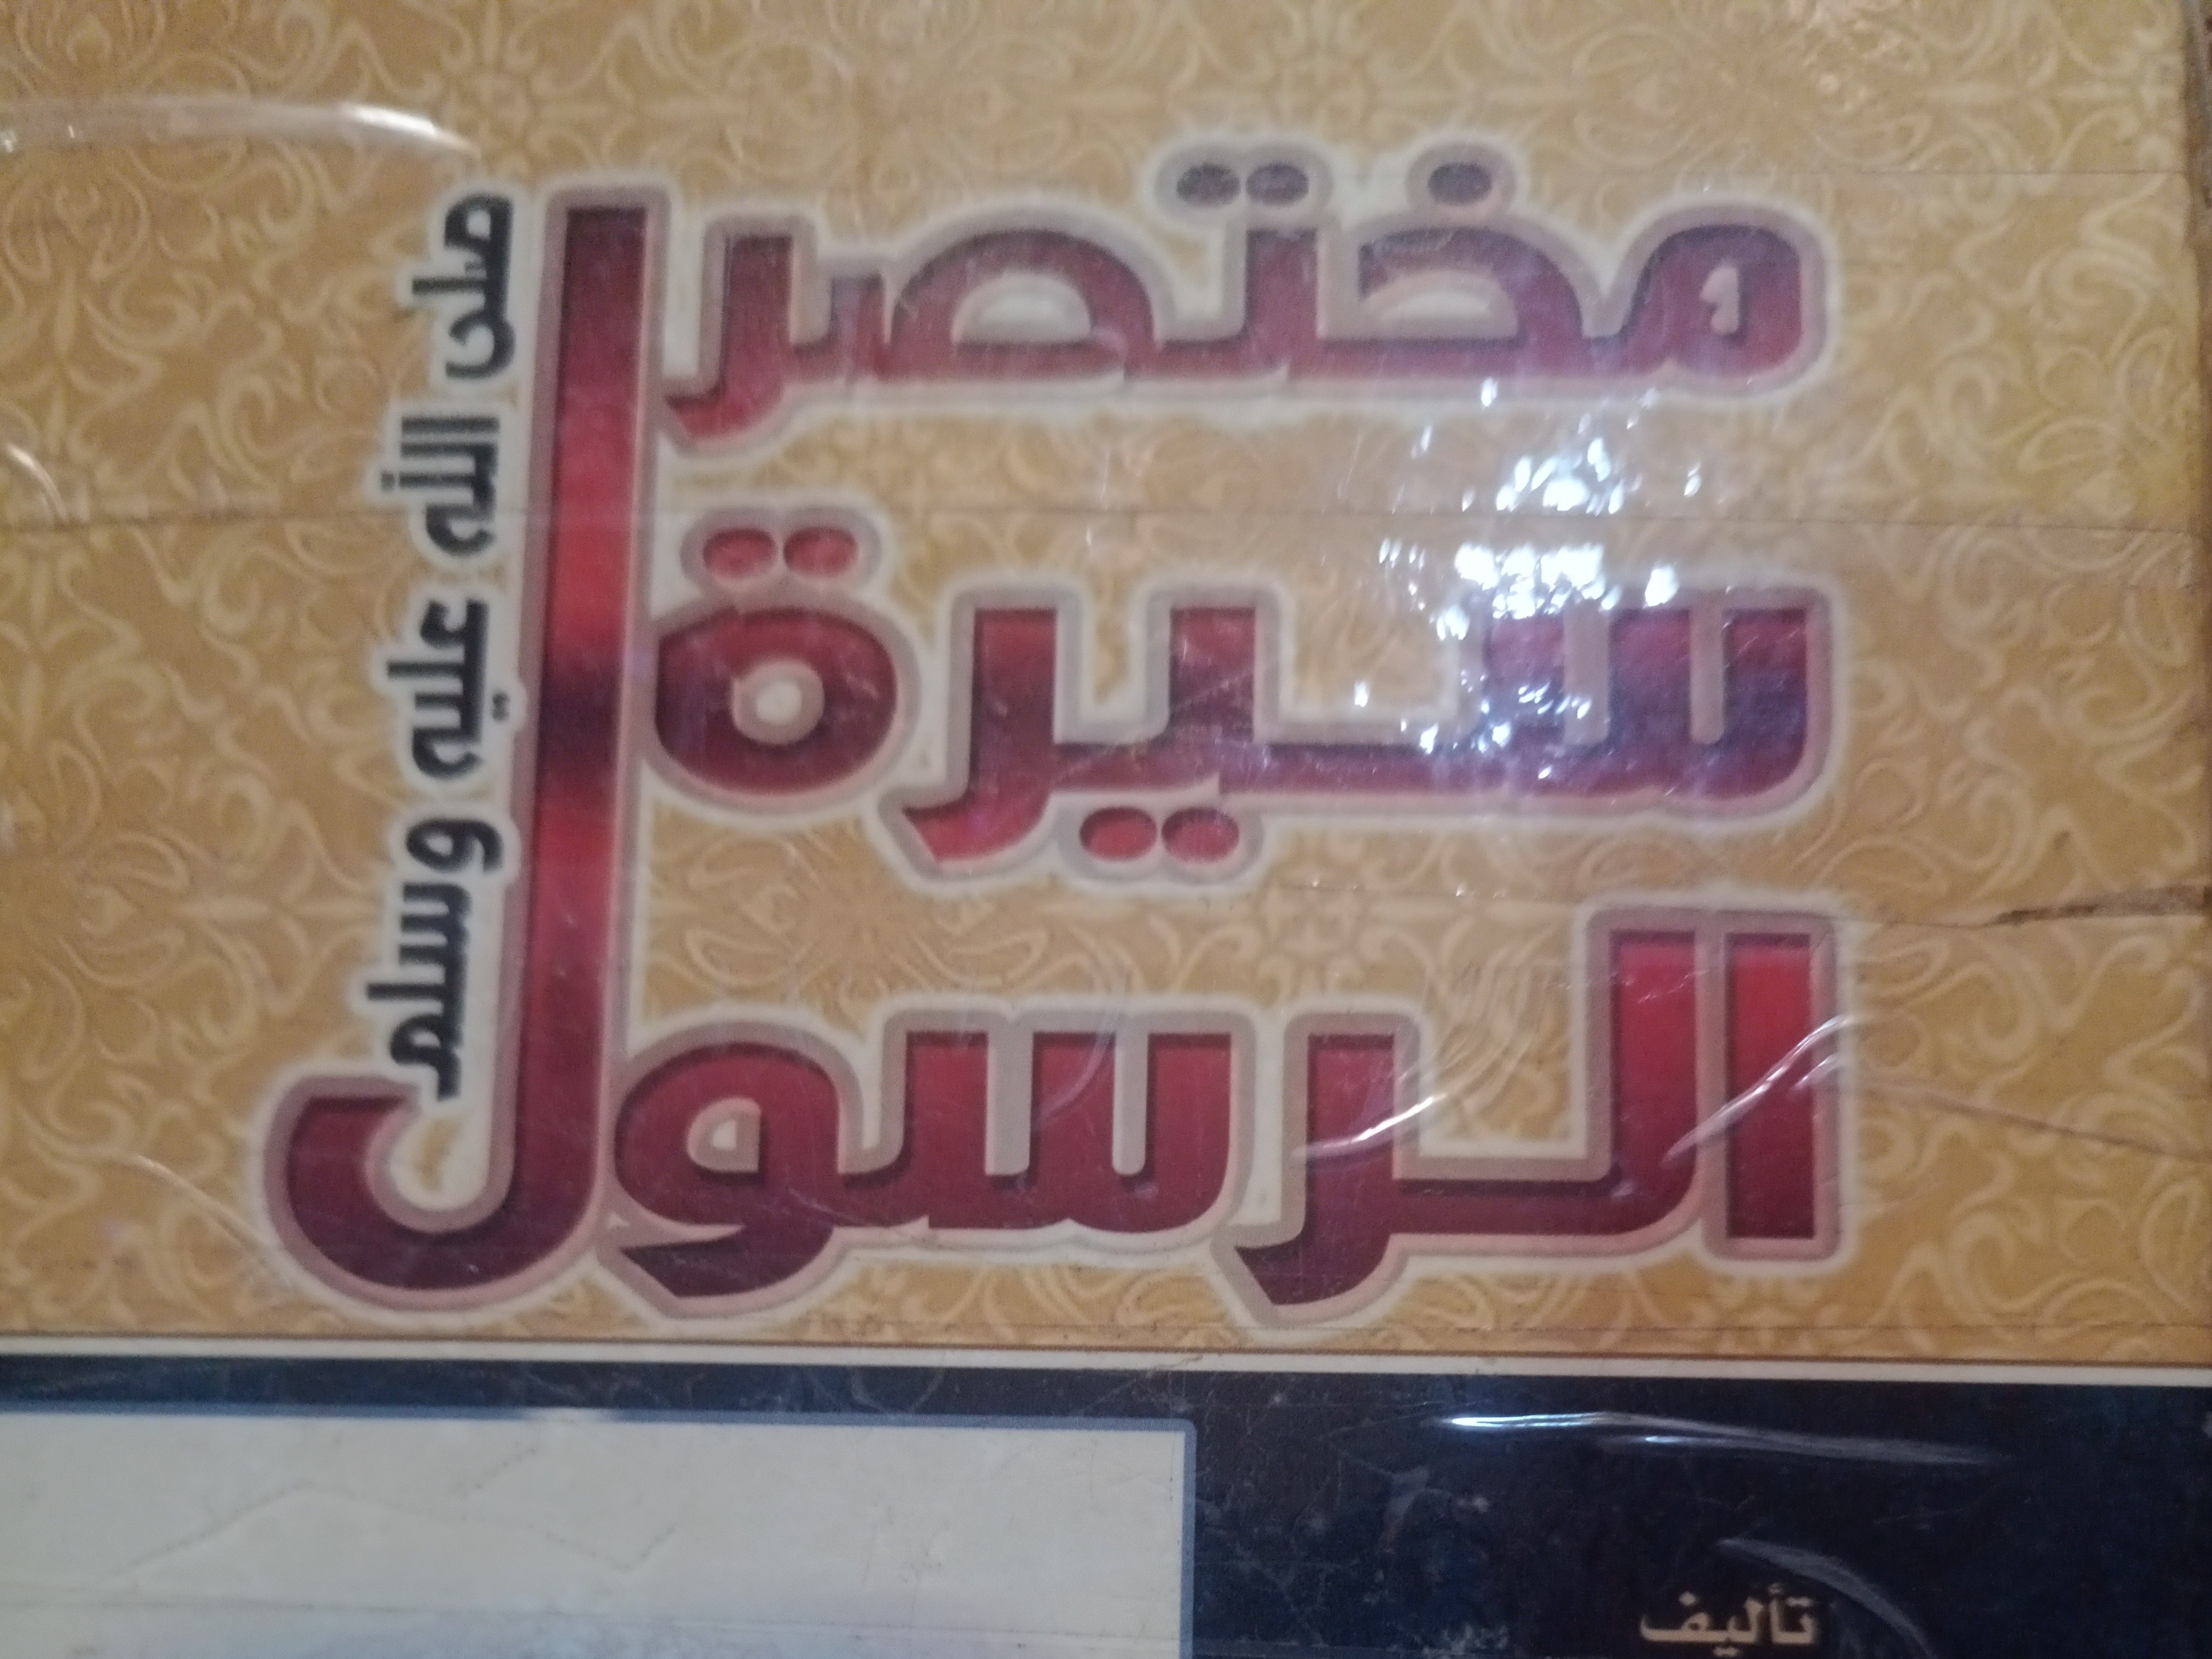 مختصر
سيرة
الرسول
صلى الله عليه وسلم
تأليف